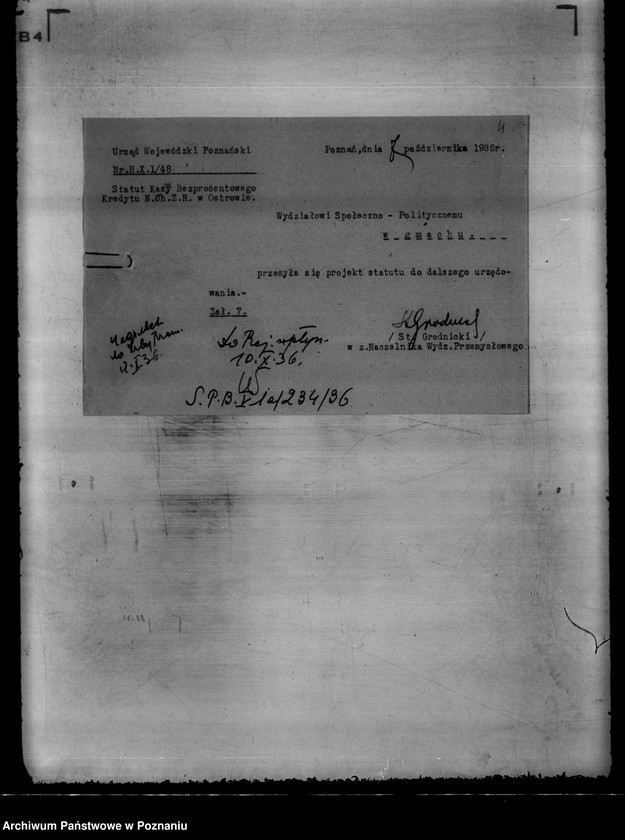 B4
4
Urząd Wojewódzki Poznański
Poznań,dnia 7 października 1936r.
Nr.H.X.1/48
Statut Kasy Bezprocentowego
Kredytu N.Ch.Z.R. w Ostrowie.
Wydziałowi Społeczno - Politycznemu
w gmachu.
przesyła się projekt statutu do dalszego urzędo-
wania.-
Zał. 7.
/ St. Grodnicki /
w z.Naczelnika Wydz.Przemysłowego
do Rej. wpłyn.
10.X.36.
S.P.B. V 1a/234/36
Archiwum Państwowe w Poznaniu